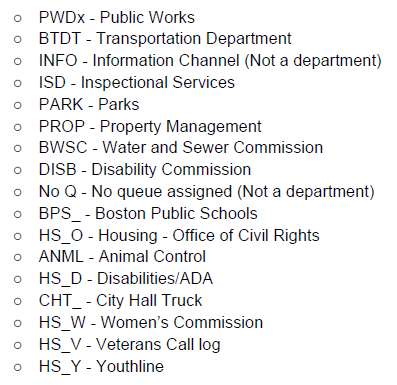 ○ PWDx - Public Works
○ BTDT - Transportation Department
○ INFO - Information Channel (Not a department)
○ ISD - Inspectional Services
○ PARK - Parks
○ PROP - Property Management
○ BWSC - Water and Sewer Commission
○ DISB - Disability Commission
○ No Q - No queue assigned (Not a department)
○ BPS_ - Boston Public Schools
○ HS_O - Housing - Office of Civil Rights
○ ANML - Animal Control
○ HS_D - Disabilities/ADA
○ CHT_ - City Hall Truck
○ HS_W - Women’s Commission
○ HS_V - Veterans Call log
○ HS_Y - Youthline